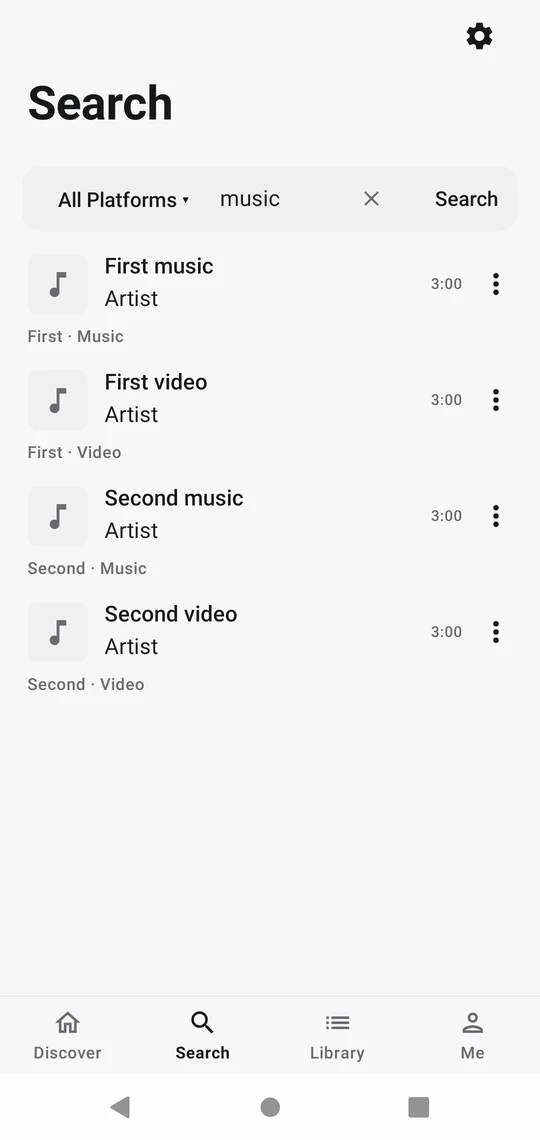 Search
All Platforms ▾ music Search
First music
Artist
3:00
First · Music
First video
Artist
3:00
First · Video
Second music
Artist
3:00
Second · Music
Second video
Artist
3:00
Second · Video
Discover Search Library Me